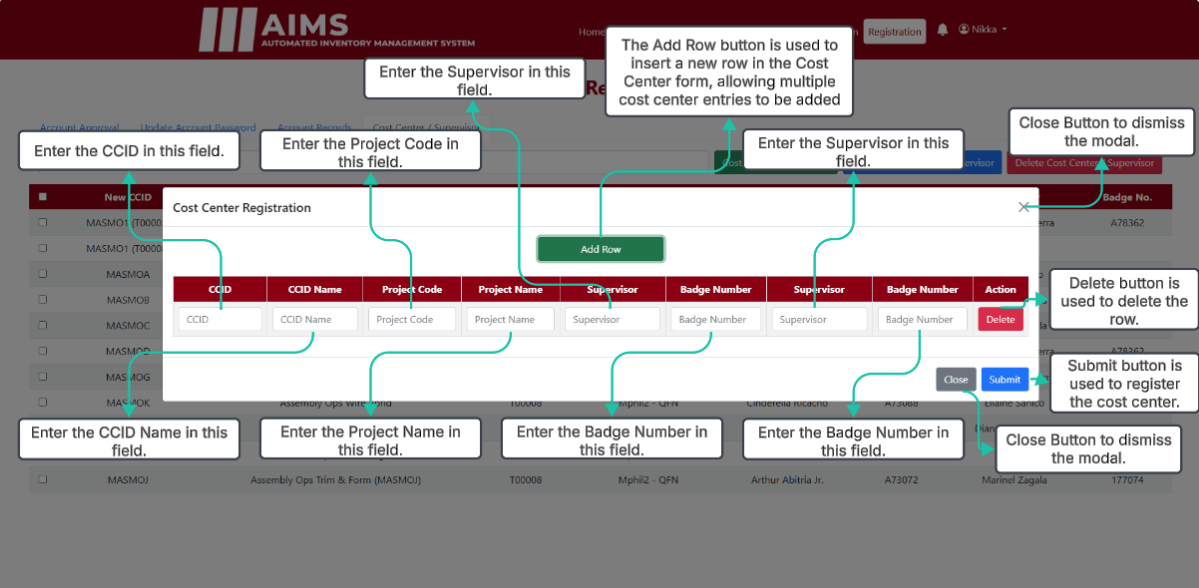 AIMS
AUTOMATED INVENTORY MANAGEMENT SYSTEM
Home
Registration
Nikka
The Add Row button is used to
insert a new row in the Cost
Center form, allowing multiple
cost center entries to be added
Enter the Supervisor in this
field.
Close Button to dismiss
the modal.
Account Approval
Update Account Password
Account Records
Cost Center / Supervisor
Enter the CCID in this field.
Enter the Project Code in
this field.
Enter the Supervisor in this
field.
Delete Cost Center Supervisor
New CCID
Badge No.
MASMO1 (T0000
A78362
MASMO1 (T0000
MASMOA
MASMOB
MASMOC
MASMOD
A78362
MASMOG
MASMOK
Assembly Ops Wire
T00008
Mphil2 - QFN
Cinderella Ricacho
A73088
Cost Center Registration
Add Row
CCID
CCID Name
Project Code
Project Name
Supervisor
Badge Number
Supervisor
Badge Number
Action
CCID
CCID Name
Project Code
Project Name
Supervisor
Badge Number
Supervisor
Badge Number
Delete
Close
Submit
Delete button is
used to delete the
row.
Submit button is
used to register
the cost center.
Enter the CCID Name in this
field.
Enter the Project Name in
this field.
Enter the Badge Number in
this field.
Enter the Badge Number in
this field.
Close Button to dismiss
the modal.
MASMOJ
Assembly Ops Trim & Form (MASMOJ)
T00008
Mphil2 - QFN
Arthur Abitria Jr.
A73072
Marinel Zagala
177074